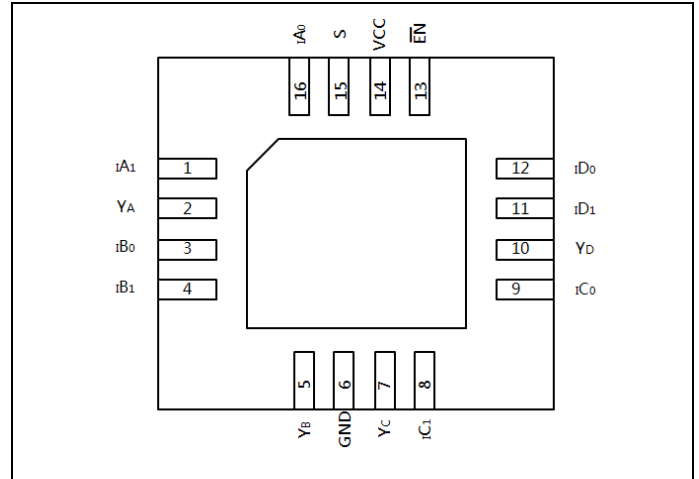 IA0 S VCC EN
16 15 14 13
IA1 1 12 ID0
YA 2 11 ID1
IB0 3 10 YD
IB1 4 9 IC0
5 6 7 8
YB GND YC IC1